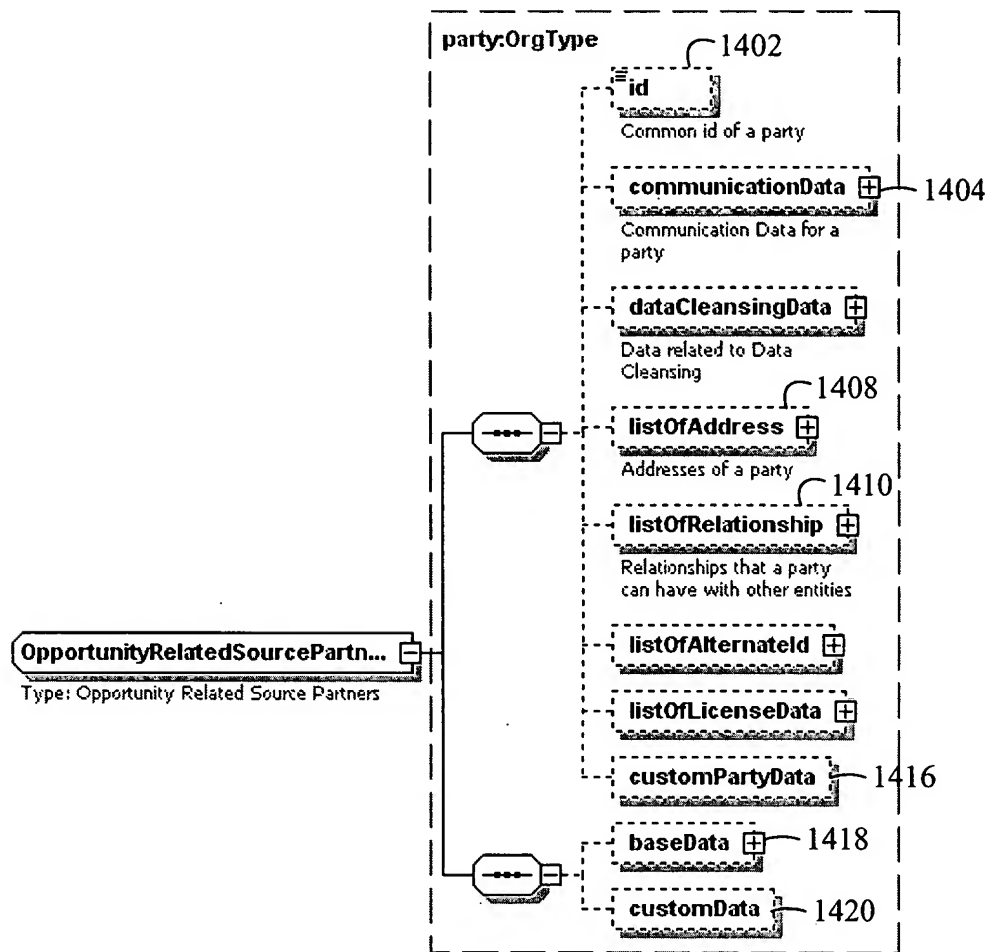 party:OrgType
1402
id
Common id of a party
communicationData
1404
Communication Data for a
party
dataCleansingData
Data related to Data
Cleansing
1408
listOfAddress
Addresses of a party
1410
listOfRelationship
Relationships that a party
can have with other entities
OpportunityRelatedSourcePartn...
Type: Opportunity Related Source Partners
listOfAlternateId
listOfLicenseData
customPartyData
1416
baseData
1418
customData
1420